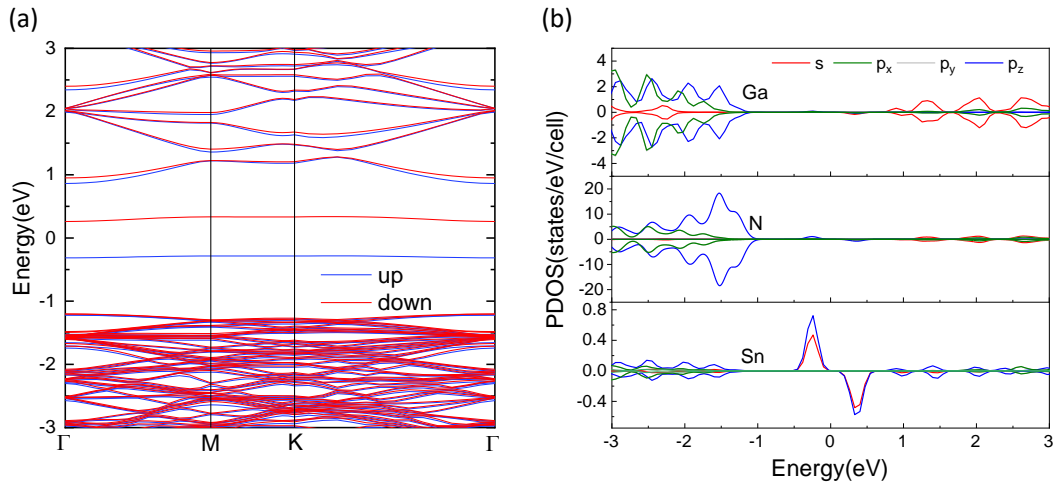 (a)
3
2
1
0
-1
-2
-3
Energy(eV)
up
down
Γ
M
K
Γ
(b)
s
px
py
pz
4
2
0
-2
-4
Ga
20
10
0
-10
-20
N
0.8
0.4
0.0
-0.4
Sn
PDOS(states/eV/cell)
-3
-2
-1
0
1
2
3
Energy(eV)